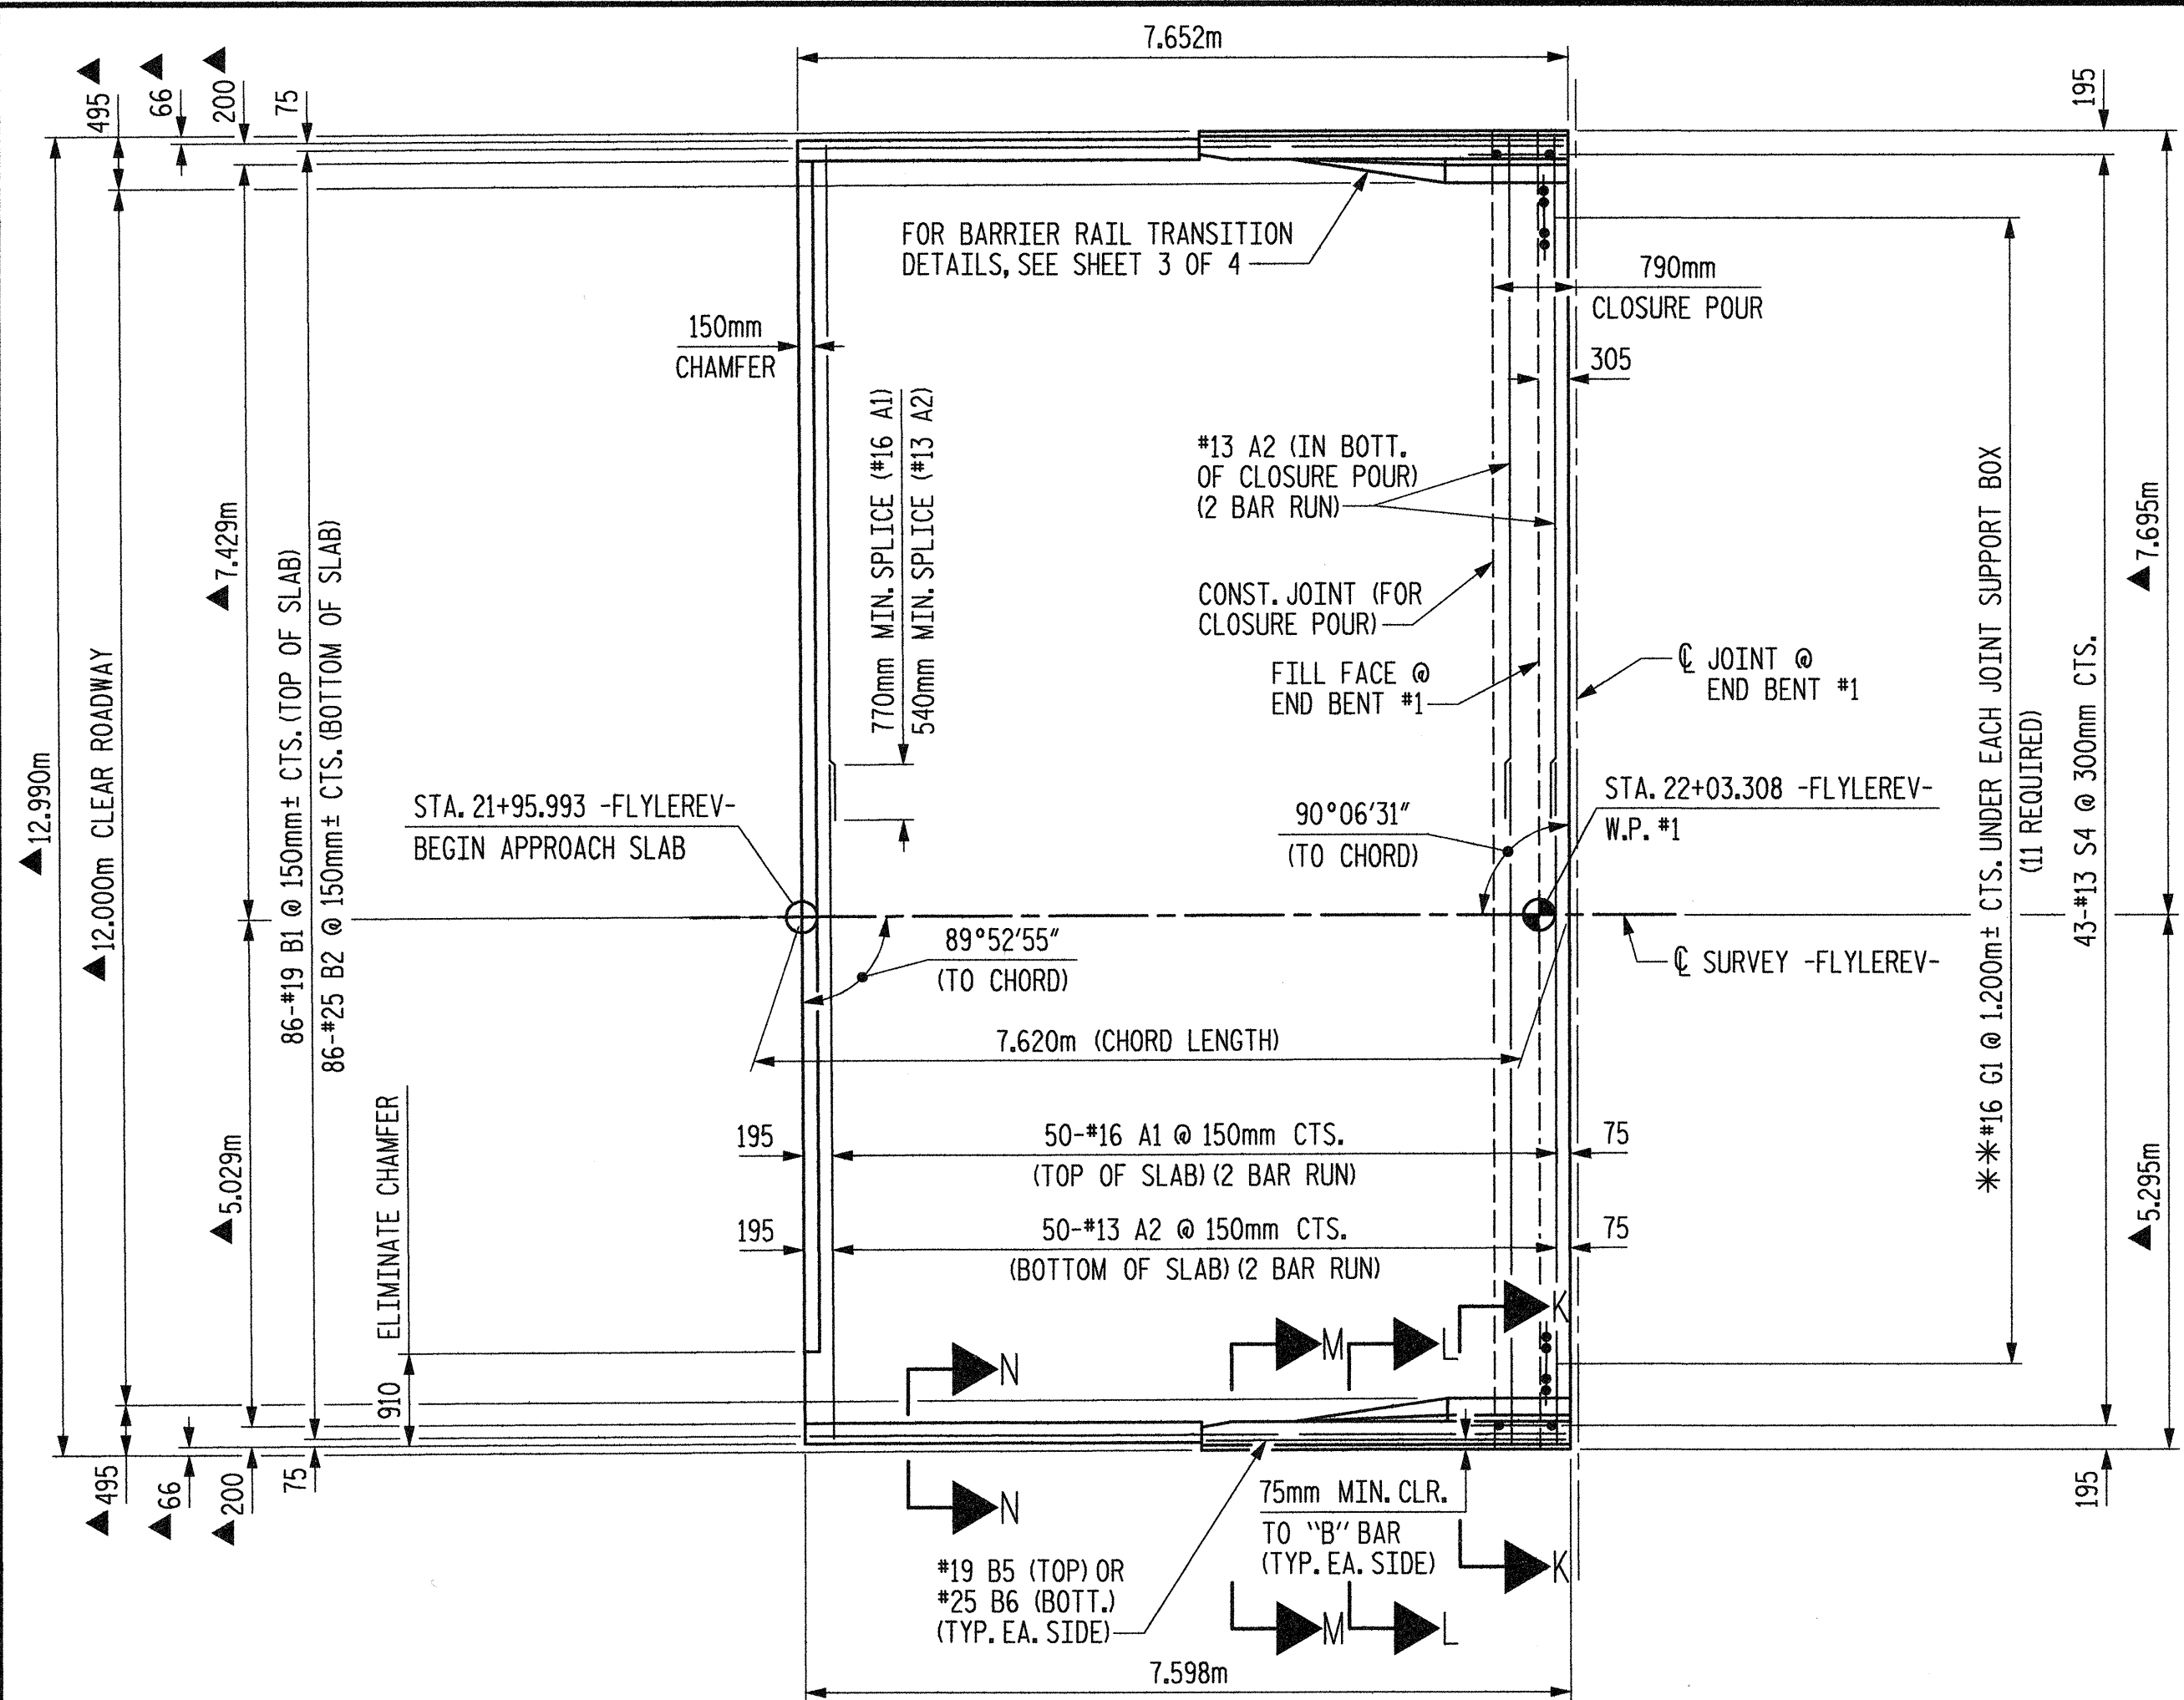 7.652m
495
66
200
75
195
FOR BARRIER RAIL TRANSITION
DETAILS, SEE SHEET 3 OF 4
790mm
CLOSURE POUR
150mm
CHAMFER
305
770mm MIN. SPLICE (#16 A1)
540mm MIN. SPLICE (#13 A2)
#13 A2 (IN BOTT.
OF CLOSURE POUR)
(2 BAR RUN)
CONST. JOINT (FOR
CLOSURE POUR)
FILL FACE @
END BENT #1
℄ JOINT @
END BENT #1
▲12.990m
▲12.000m CLEAR ROADWAY
▲7.429m
86-#19 B1 @ 150mm± CTS. (TOP OF SLAB)
86-#25 B2 @ 150mm± CTS. (BOTTOM OF SLAB)
STA. 21+95.993 -FLYLEREV-
BEGIN APPROACH SLAB
90°06'31"
(TO CHORD)
STA. 22+03.308 -FLYLEREV-
W.P. #1
**#16 G1 @ 1.200m± CTS. UNDER EACH JOINT SUPPORT BOX
(11 REQUIRED)
43-#13 S4 @ 300mm CTS.
▲7.695m
89°52'55"
(TO CHORD)
℄ SURVEY -FLYLEREV-
7.620m (CHORD LENGTH)
▲5.029m
ELIMINATE CHAMFER
910
195
50-#16 A1 @ 150mm CTS.
(TOP OF SLAB) (2 BAR RUN)
75
195
50-#13 A2 @ 150mm CTS.
(BOTTOM OF SLAB) (2 BAR RUN)
75
▲5.295m
K
M
L
N
▲495
▲66
▲200
75
195
N
75mm MIN. CLR.
TO "B" BAR
(TYP. EA. SIDE)
K
#19 B5 (TOP) OR
#25 B6 (BOTT.)
(TYP. EA. SIDE)
M
L
7.598m